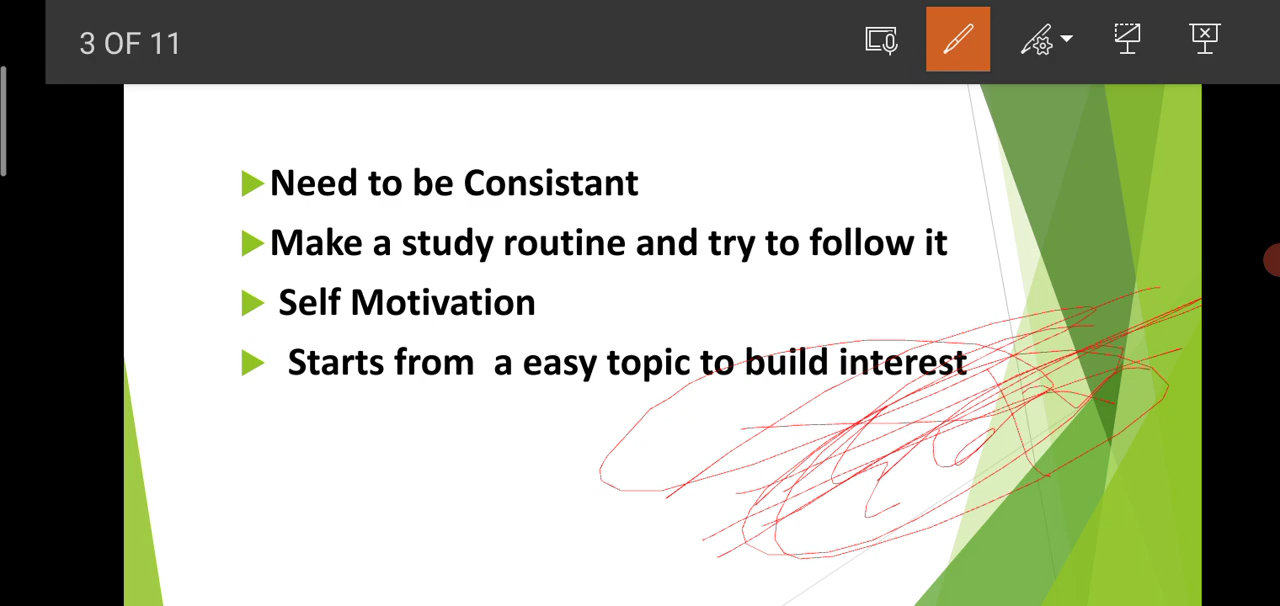 3 OF 11
Need to be Consistant
Make a study routine and try to follow it
Self Motivation
Starts from a easy topic to build interest